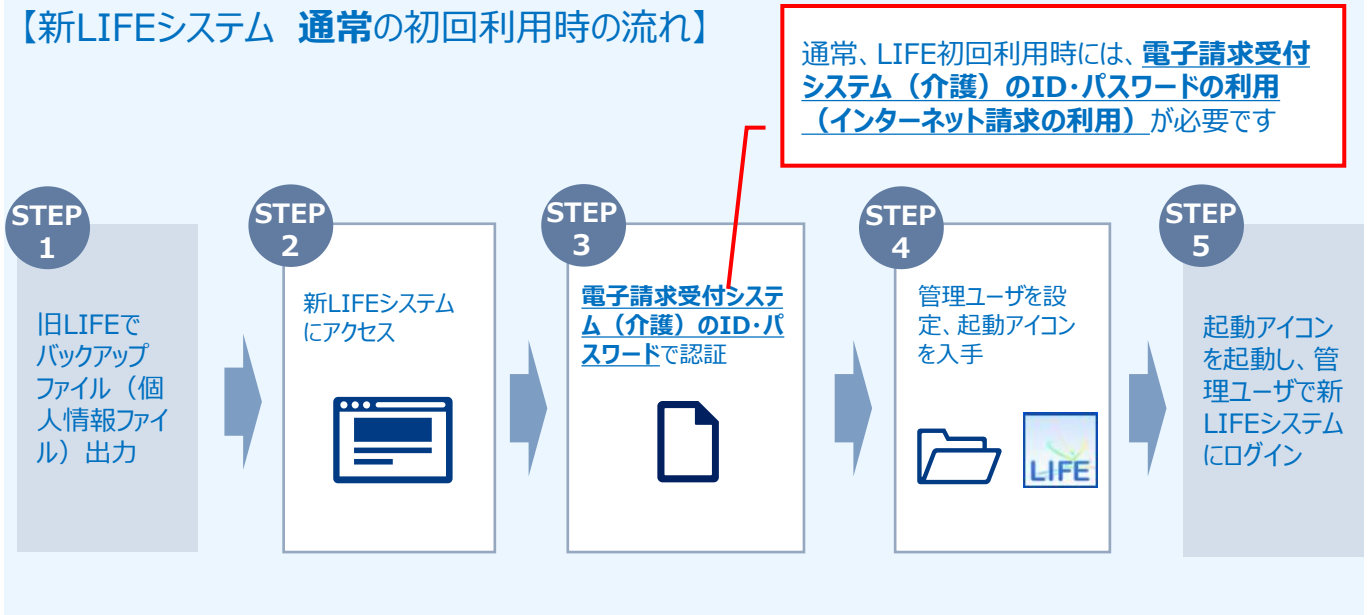 【新LIFEシステム 通常の初回利用時の流れ】
通常、LIFE初回利用時には、電子請求受付
システム（介護）のID・パスワードの利用
（インターネット請求の利用）が必要です
STEP
1
旧LIFEで
バックアップ
ファイル（個
人情報ファイ
ル）出力
STEP
2
新LIFEシステム
にアクセス
STEP
3
電子請求受付システ
ム（介護）のID・パ
スワードで認証
STEP
4
管理ユーザを設
定、起動アイコン
を入手
LIFE
STEP
5
起動アイコン
を起動し、管
理ユーザで新
LIFEシステム
にログイン